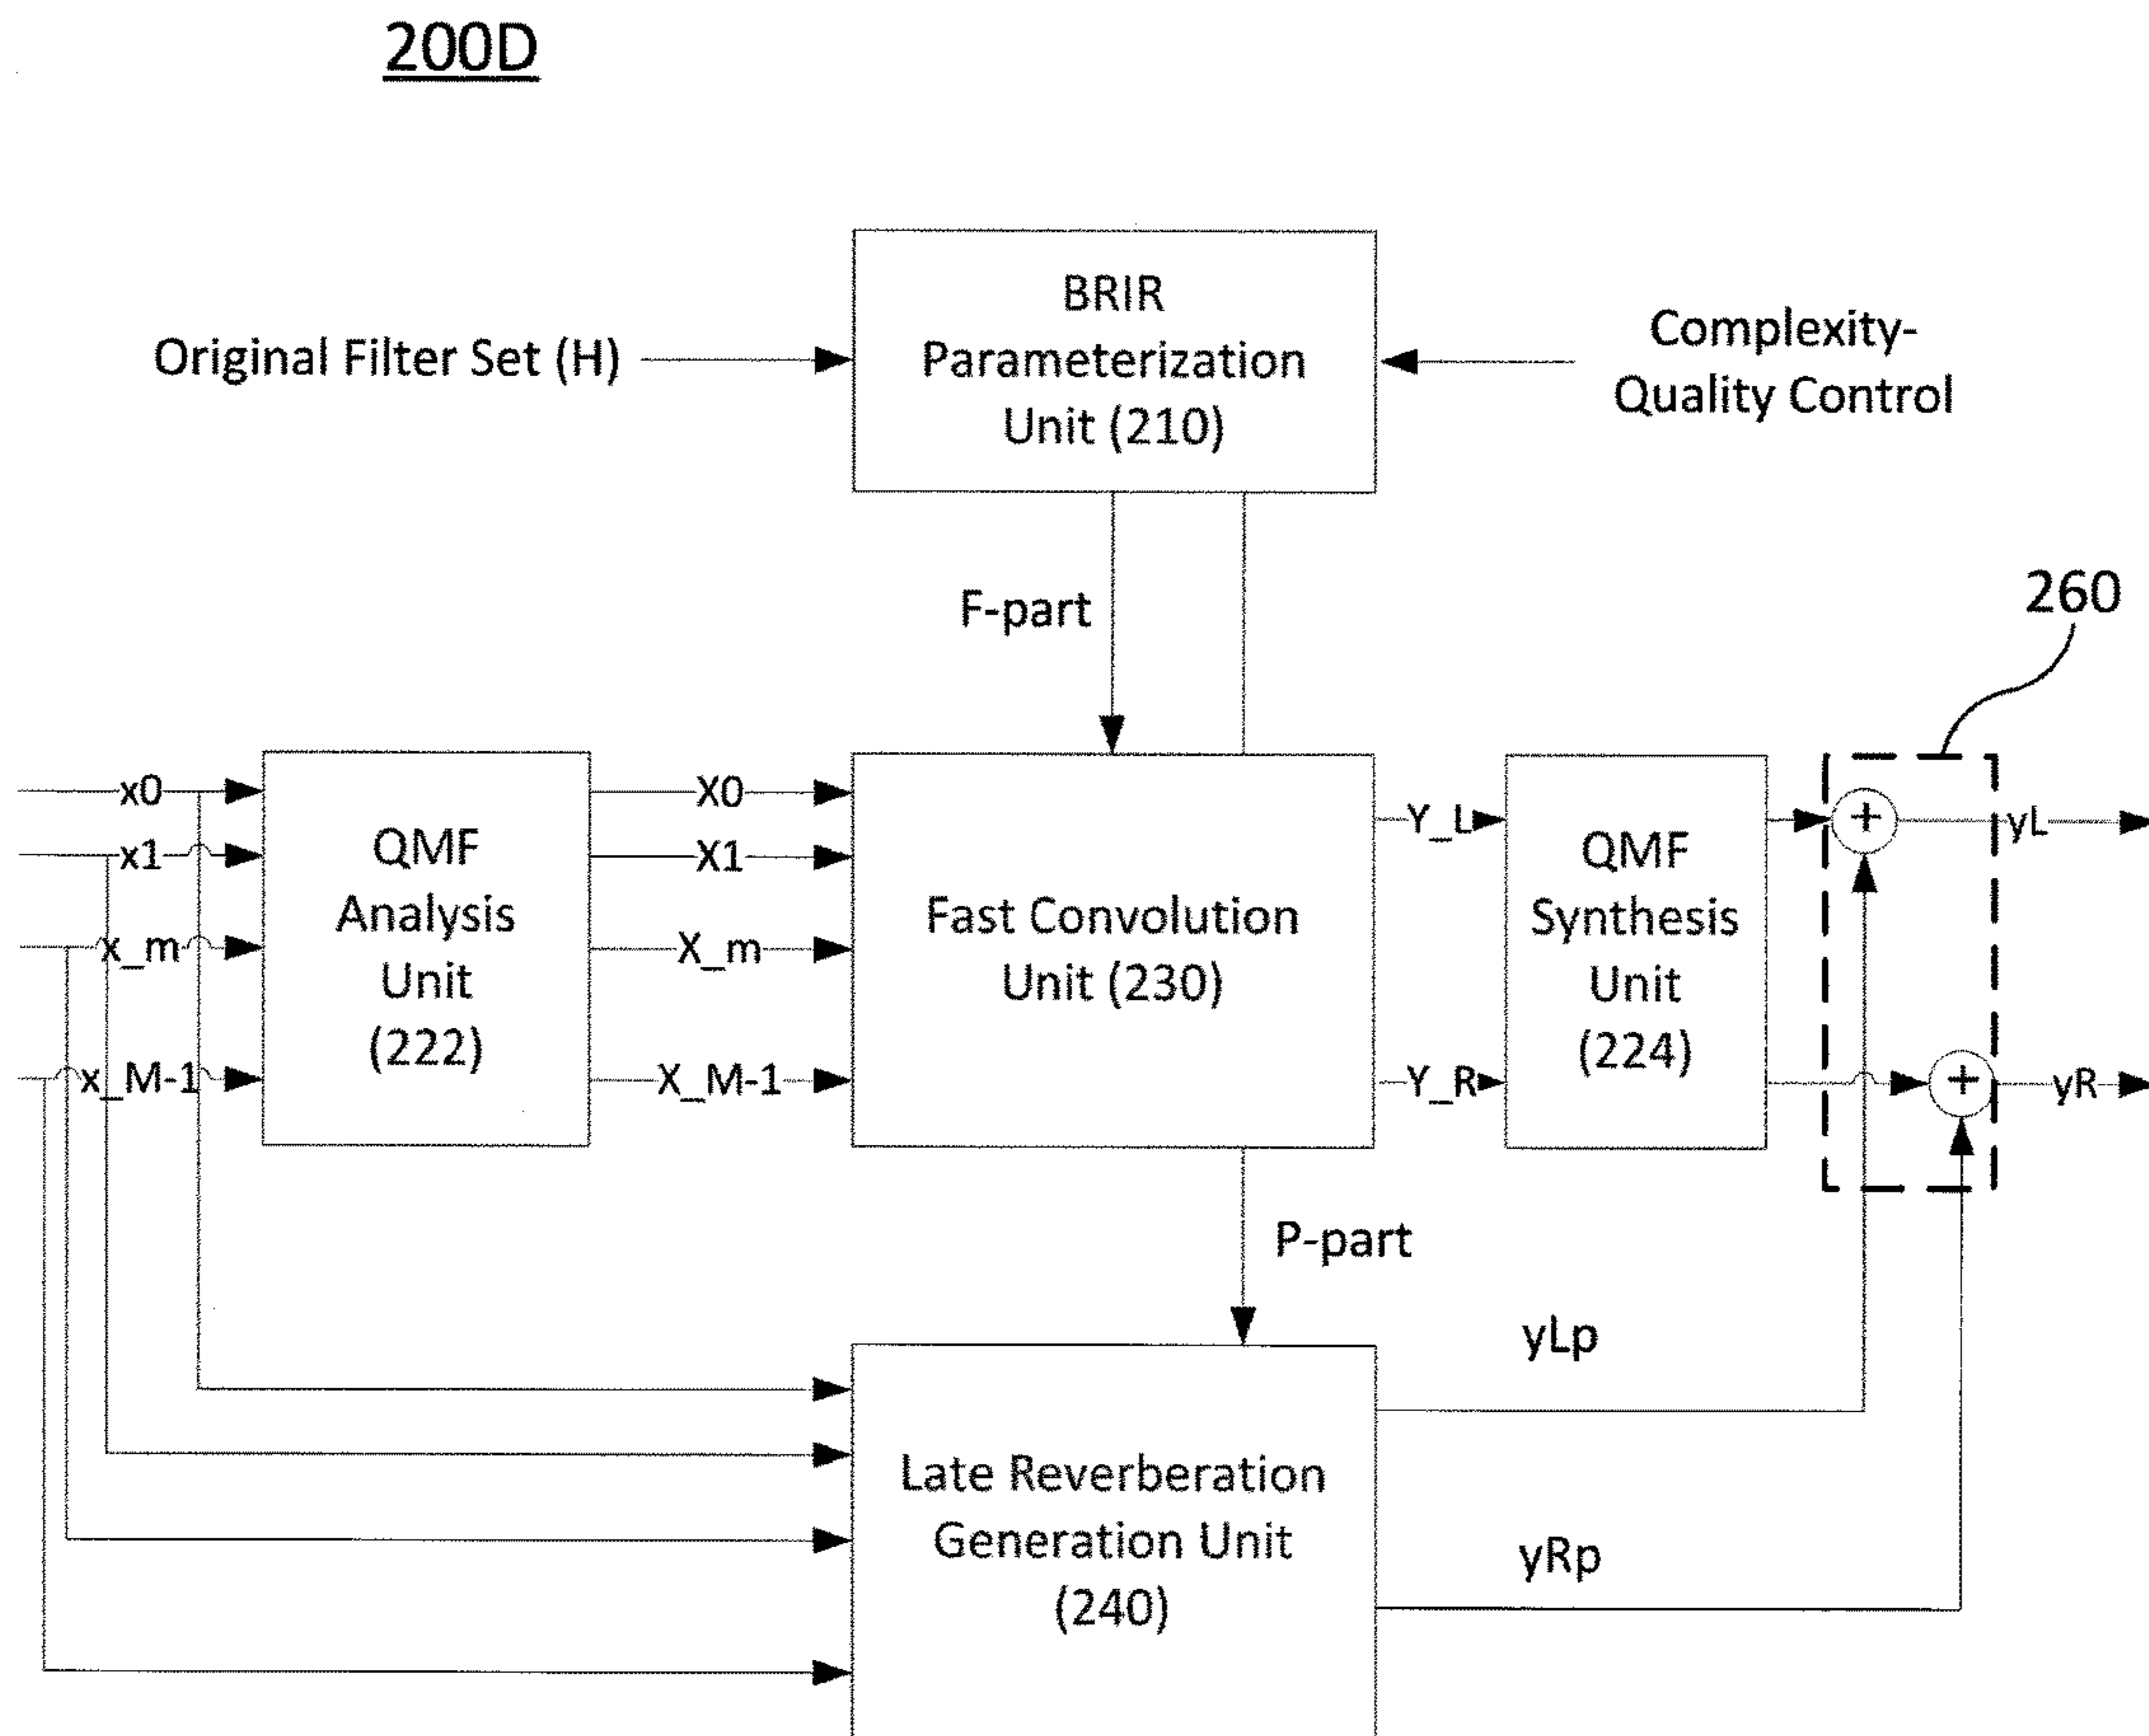 200D
BRIR
Parameterization
Unit (210)
Original Filter Set (H)
Complexity-
Quality Control
F-part
260
x0
x1
x_m
x_M-1
QMF
Analysis
Unit
(222)
X0
X1
X_m
X_M-1
Fast Convolution
Unit (230)
Y_L
Y_R
QMF
Synthesis
Unit
(224)
+
yL
+
yR
P-part
yLp
Late Reverberation
Generation Unit
(240)
yRp